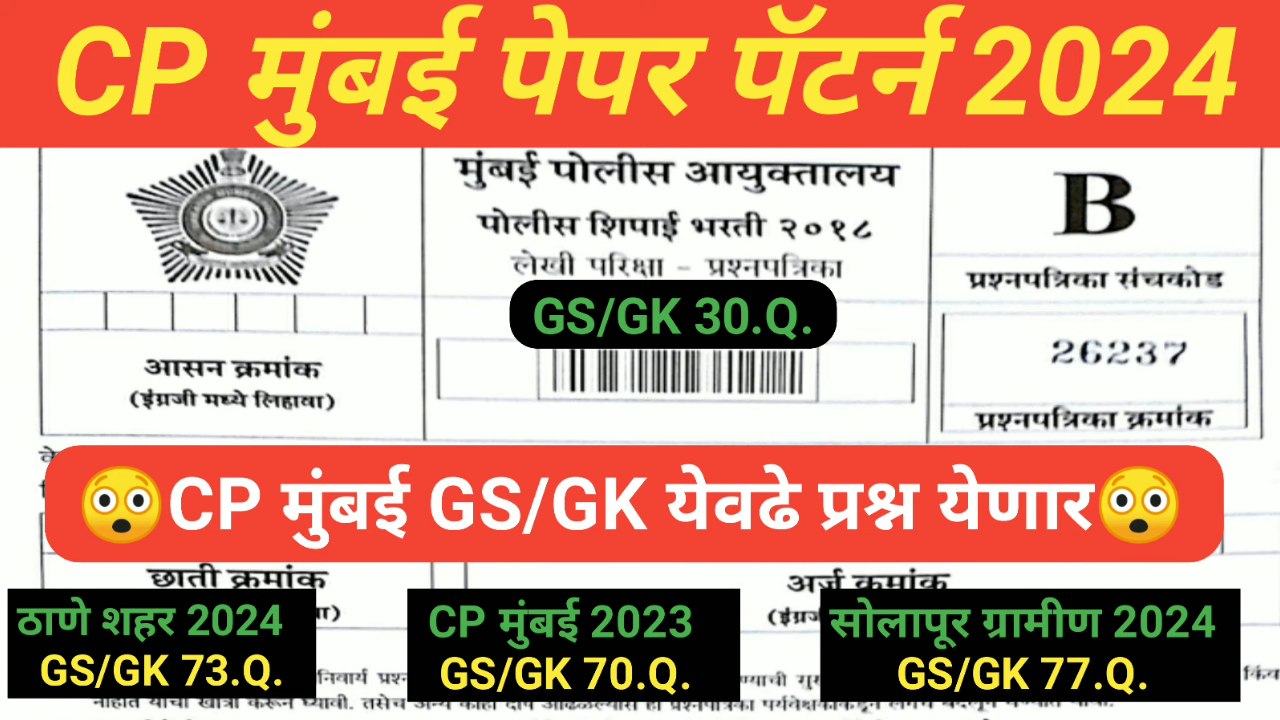 CP मुंबई पेपर पॅटर्न 2024
मुंबई पोलीस आयुक्तालय
पोलीस शिपाई भरती २०१८
लेखी परिक्षा - प्रश्नपत्रिका
GS/GK 30.Q.
B
प्रश्नपत्रिका संचकोड
26237
प्रश्नपत्रिका क्रमांक
आसन क्रमांक
(इंग्रजी मध्ये लिहावा)
😲CP मुंबई GS/GK येवढे प्रश्न येणार😲
छाती क्रमांक
अर्ज क्रमांक
ठाणे शहर 2024
GS/GK 73.Q.
CP मुंबई 2023
GS/GK 70.Q.
सोलापूर ग्रामीण 2024
GS/GK 77.Q.